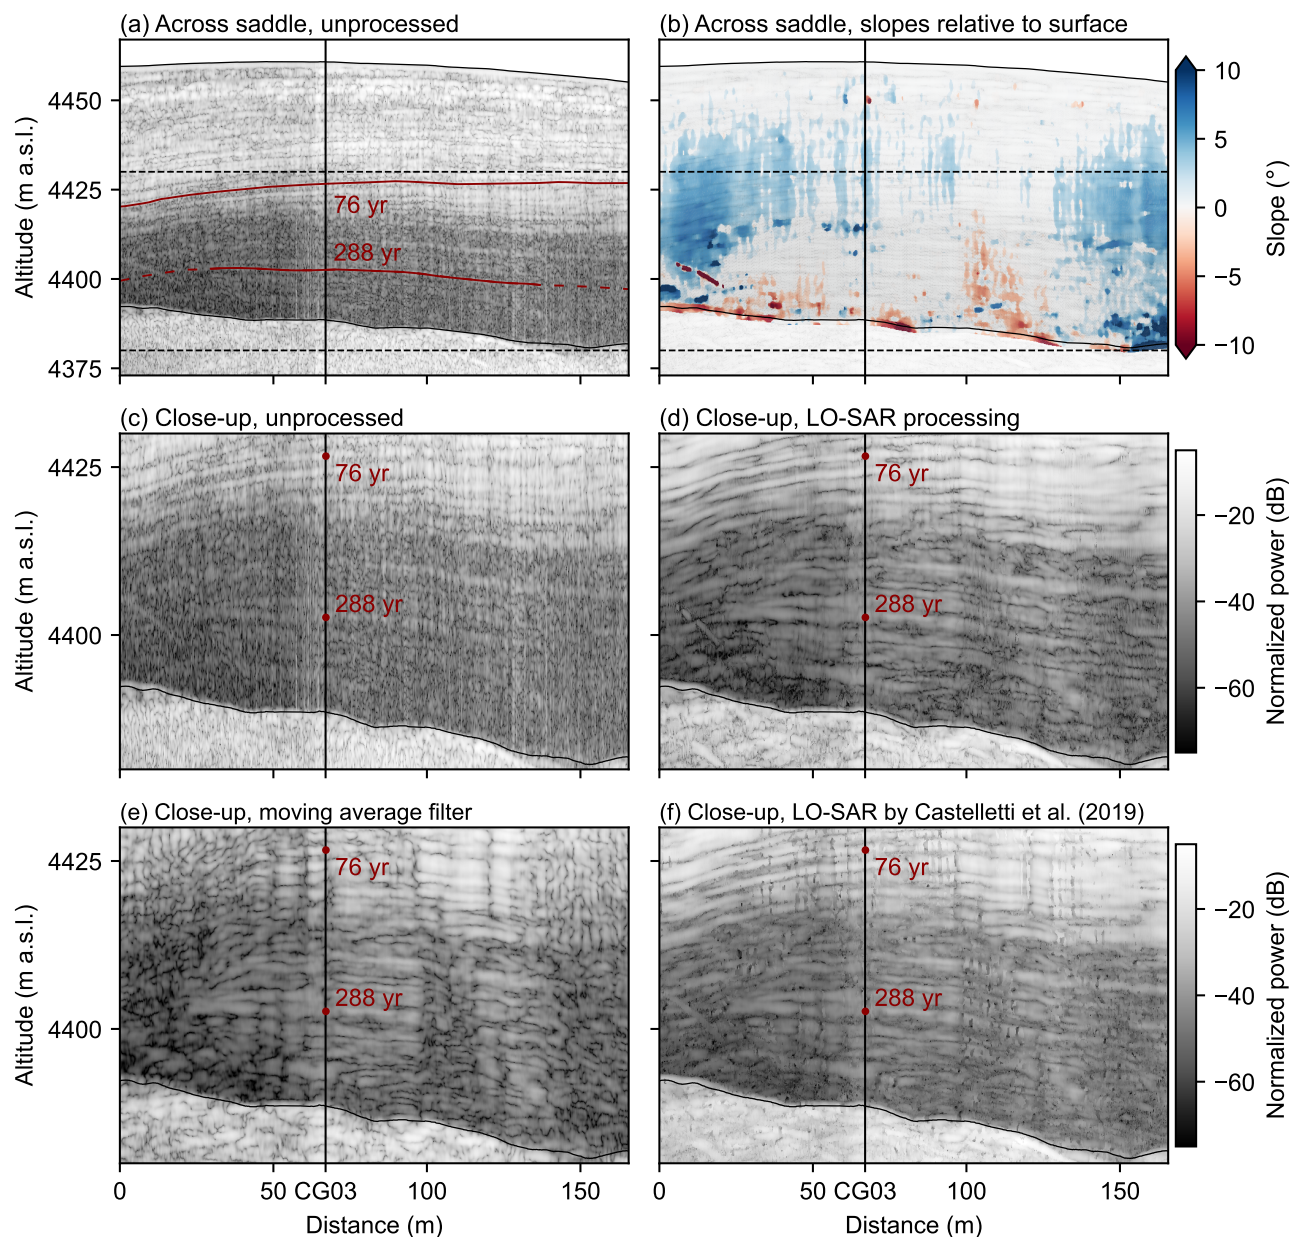 (a) Across saddle, unprocessed
(b) Across saddle, slopes relative to surface
Altitude (m a.s.l.)
4450
4425
4400
4375
76 yr
288 yr
10
5
0
−5
−10
Slope (°)
(c) Close-up, unprocessed
(d) Close-up, LO-SAR processing
Altitude (m a.s.l.)
4425
4400
76 yr
288 yr
76 yr
288 yr
−20
−40
−60
Normalized power (dB)
(e) Close-up, moving average filter
(f) Close-up, LO-SAR by Castelletti et al. (2019)
Altitude (m a.s.l.)
4425
4400
76 yr
288 yr
76 yr
288 yr
−20
−40
−60
Normalized power (dB)
0 50 CG03 100 150
0 50 CG03 100 150
Distance (m)
Distance (m)